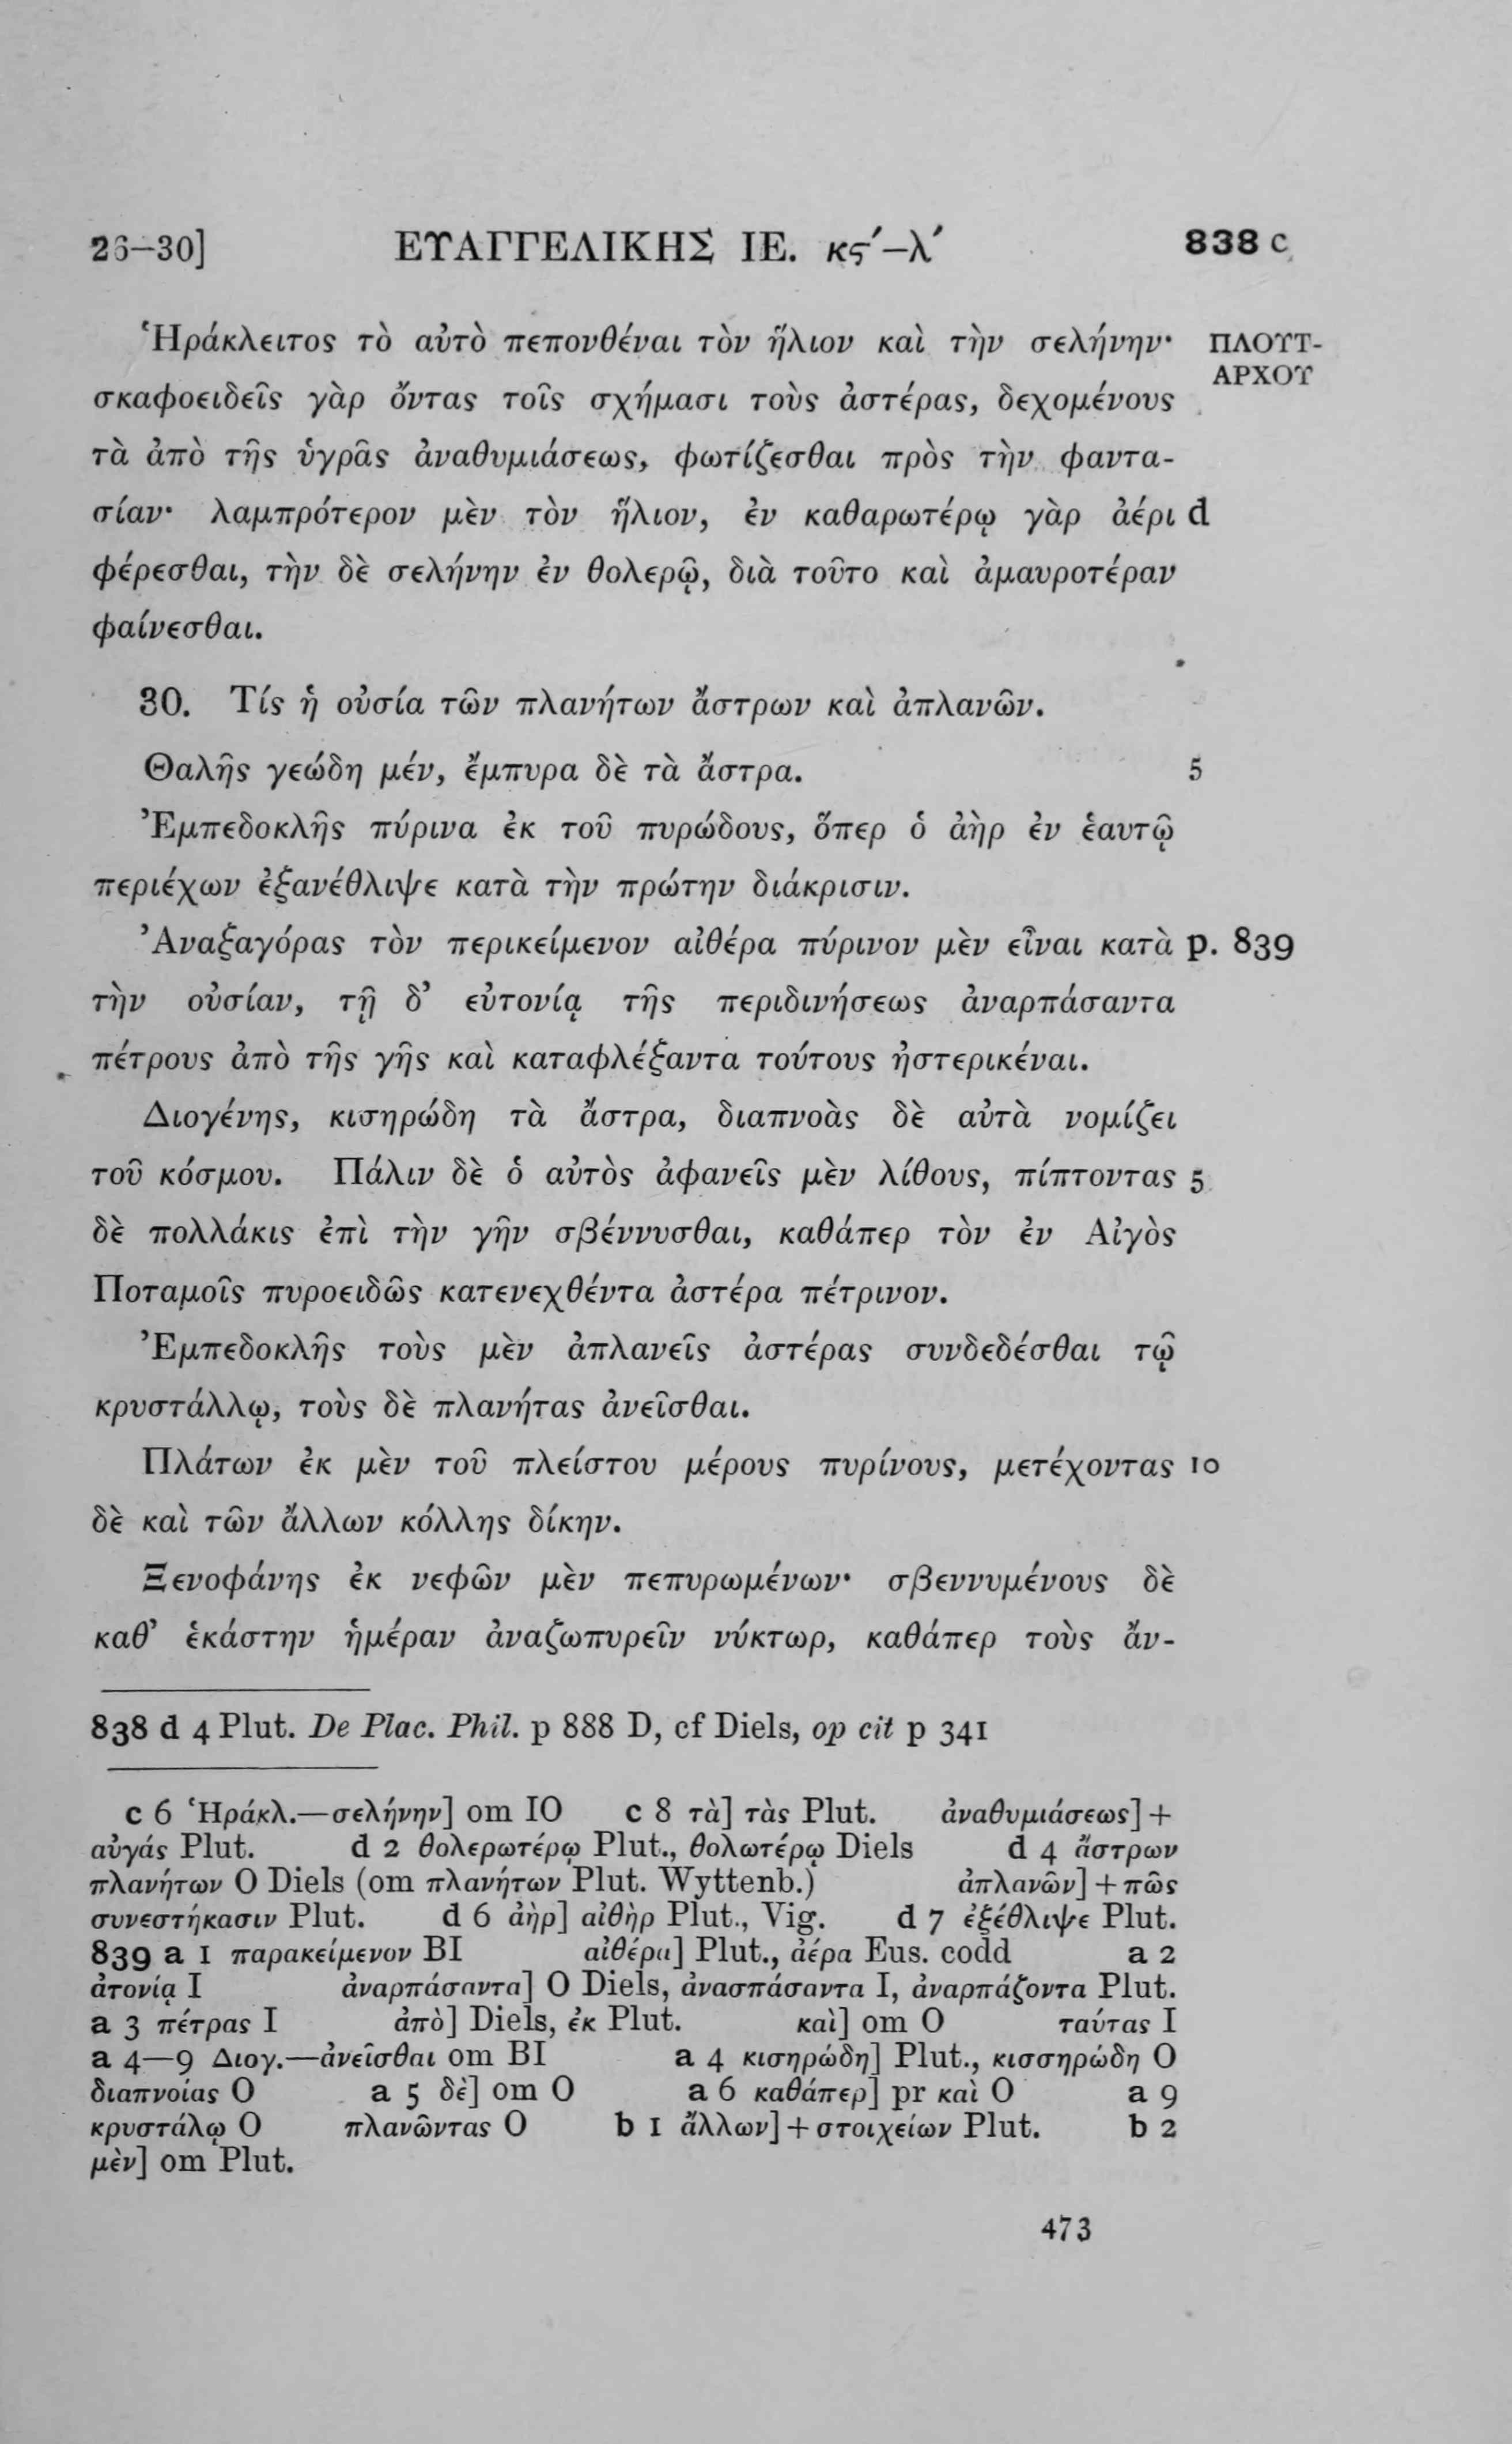 26–30] ΕΥΑΓΓΕΛΙΚΗΣ ΙΕ. κϛ´–λ´ 838 c
Ἡράκλειτος τὸ αὐτὸ πεπονθέναι τὸν ἥλιον καὶ τὴν σελήνην· ΠΛΟΥΤ-
ΑΡΧΟΥ
σκαφοειδεῖς γὰρ ὄντας τοῖς σχήμασι τοὺς ἀστέρας, δεχομένους
τὰ ἀπὸ τῆς ὑγρᾶς ἀναθυμιάσεως, φωτίζεσθαι πρὸς τὴν φαντα-
σίαν· λαμπρότερον μὲν τὸν ἥλιον, ἐν καθαρωτέρῳ γὰρ ἀέρι d
φέρεσθαι, τὴν δὲ σελήνην ἐν θολερῷ, διὰ τοῦτο καὶ ἀμαυροτέραν
φαίνεσθαι.
30. Τίς ἡ οὐσία τῶν πλανήτων ἄστρων καὶ ἀπλανῶν.
Θαλῆς γεώδη μέν, ἔμπυρα δὲ τὰ ἄστρα. 5
Ἐμπεδοκλῆς πύρινα ἐκ τοῦ πυρώδους, ὅπερ ὁ ἀὴρ ἐν ἑαυτῷ
περιέχων ἐξανέθλιψε κατὰ τὴν πρώτην διάκρισιν.
Ἀναξαγόρας τὸν περικείμενον αἰθέρα πύρινον μὲν εἶναι κατὰ p. 839
τὴν οὐσίαν, τῇ δ’ εὐτονίᾳ τῆς περιδινήσεως ἀναρπάσαντα
πέτρους ἀπὸ τῆς γῆς καὶ καταφλέξαντα τούτους ἠστερικέναι.
Διογένης, κισηρώδη τὰ ἄστρα, διαπνοὰς δὲ αὐτὰ νομίζει
τοῦ κόσμου. Πάλιν δὲ ὁ αὐτὸς ἀφανεῖς μὲν λίθους, πίπτοντας 5
δὲ πολλάκις ἐπὶ τὴν γῆν σβέννυσθαι, καθάπερ τὸν ἐν Αἰγὸς
Ποταμοῖς πυροειδῶς κατενεχθέντα ἀστέρα πέτρινον.
Ἐμπεδοκλῆς τοὺς μὲν ἀπλανεῖς ἀστέρας συνδεδέσθαι τῷ
κρυστάλλῳ, τοὺς δὲ πλανήτας ἀνεῖσθαι.
Πλάτων ἐκ μὲν τοῦ πλείστου μέρους πυρίνους, μετέχοντας 10
δὲ καὶ τῶν ἄλλων κόλλης δίκην.
Ξενοφάνης ἐκ νεφῶν μὲν πεπυρωμένων· σβεννυμένους δὲ
καθ’ ἑκάστην ἡμέραν ἀναζωπυρεῖν νύκτωρ, καθάπερ τοὺς ἄν-
838 d 4 Plut. De Plac. Phil. p 888 D, cf Diels, op cit p 341
c 6 Ἡράκλ.—σελήνην] om IO c 8 τὰ] τὰς Plut. ἀναθυμιάσεως] +
αὐγάς Plut. d 2 θολερωτέρῳ Plut., θολωτέρῳ Diels d 4 ἄστρων
πλανήτων O Diels (om πλανήτων Plut. Wyttenb.) ἀπλανῶν] + πῶς
συνεστήκασιν Plut. d 6 ἀὴρ] αἰθὴρ Plut., Vig. d 7 ἐξέθλιψε Plut.
839 a 1 παρακείμενον BI αἰθέρα] Plut., ἀέρα Eus. codd a 2
ἀτονίᾳ I ἀναρπάσαντα] O Diels, ἀνασπάσαντα I, ἀναρπάζοντα Plut.
a 3 πέτρας I ἀπὸ] Diels, ἐκ Plut. καὶ] om O ταύτας I
a 4—9 Διογ.—ἀνεῖσθαι om BI a 4 κισηρώδη] Plut., κισσηρώδη O
διαπνοίας O a 5 δὲ] om O a 6 καθάπερ] pr καὶ O a 9
κρυστάλῳ O πλανῶντας O b 1 ἄλλων] + στοιχείων Plut. b 2
μὲν] om Plut.
473